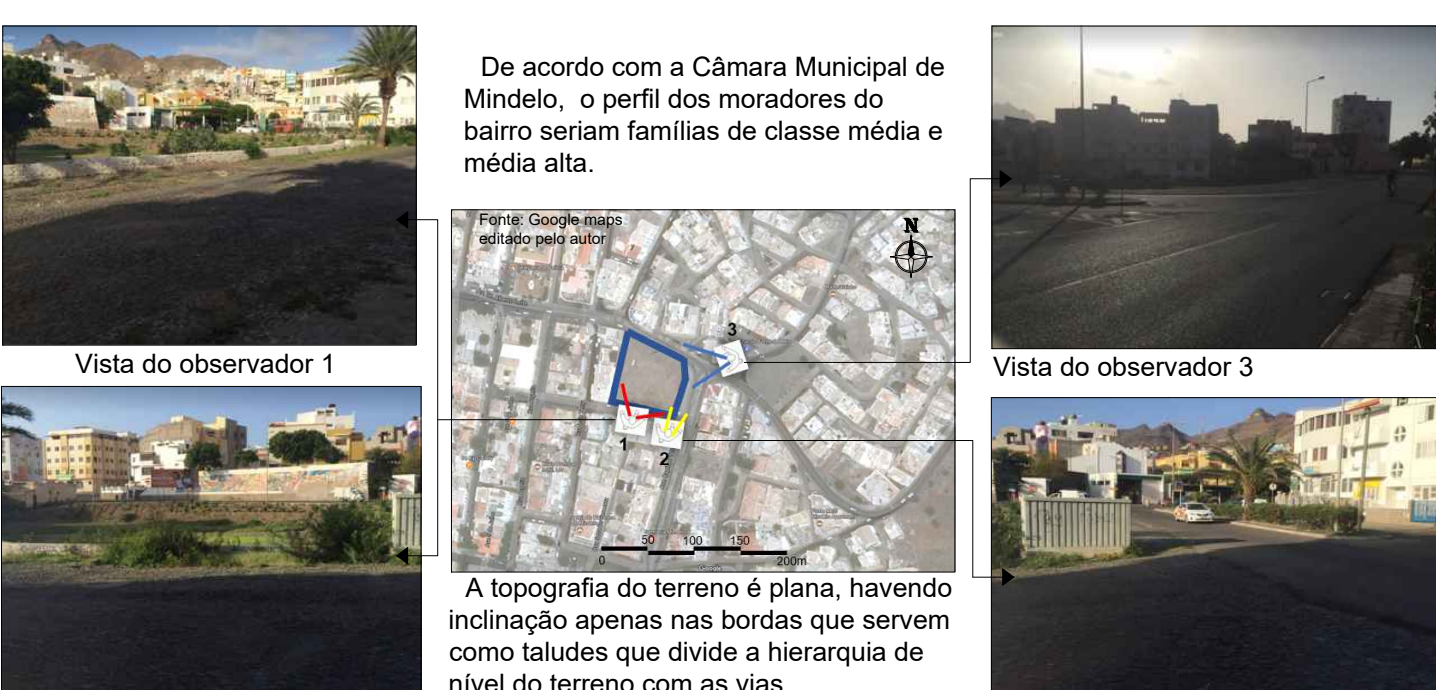 De acordo com a Câmara Municipal de
Mindelo,  o perfil dos moradores do
bairro seriam famílias de classe média e
média alta.
Vista do observador 1
Fonte: Google maps
editado pelo autor
N
3
1
2
50
100
150
0
200m
Google
Vista do observador 3
A topografia do terreno é plana, havendo
inclinação apenas nas bordas que servem
como taludes que divide a hierarquia de
nível do terreno com as vias